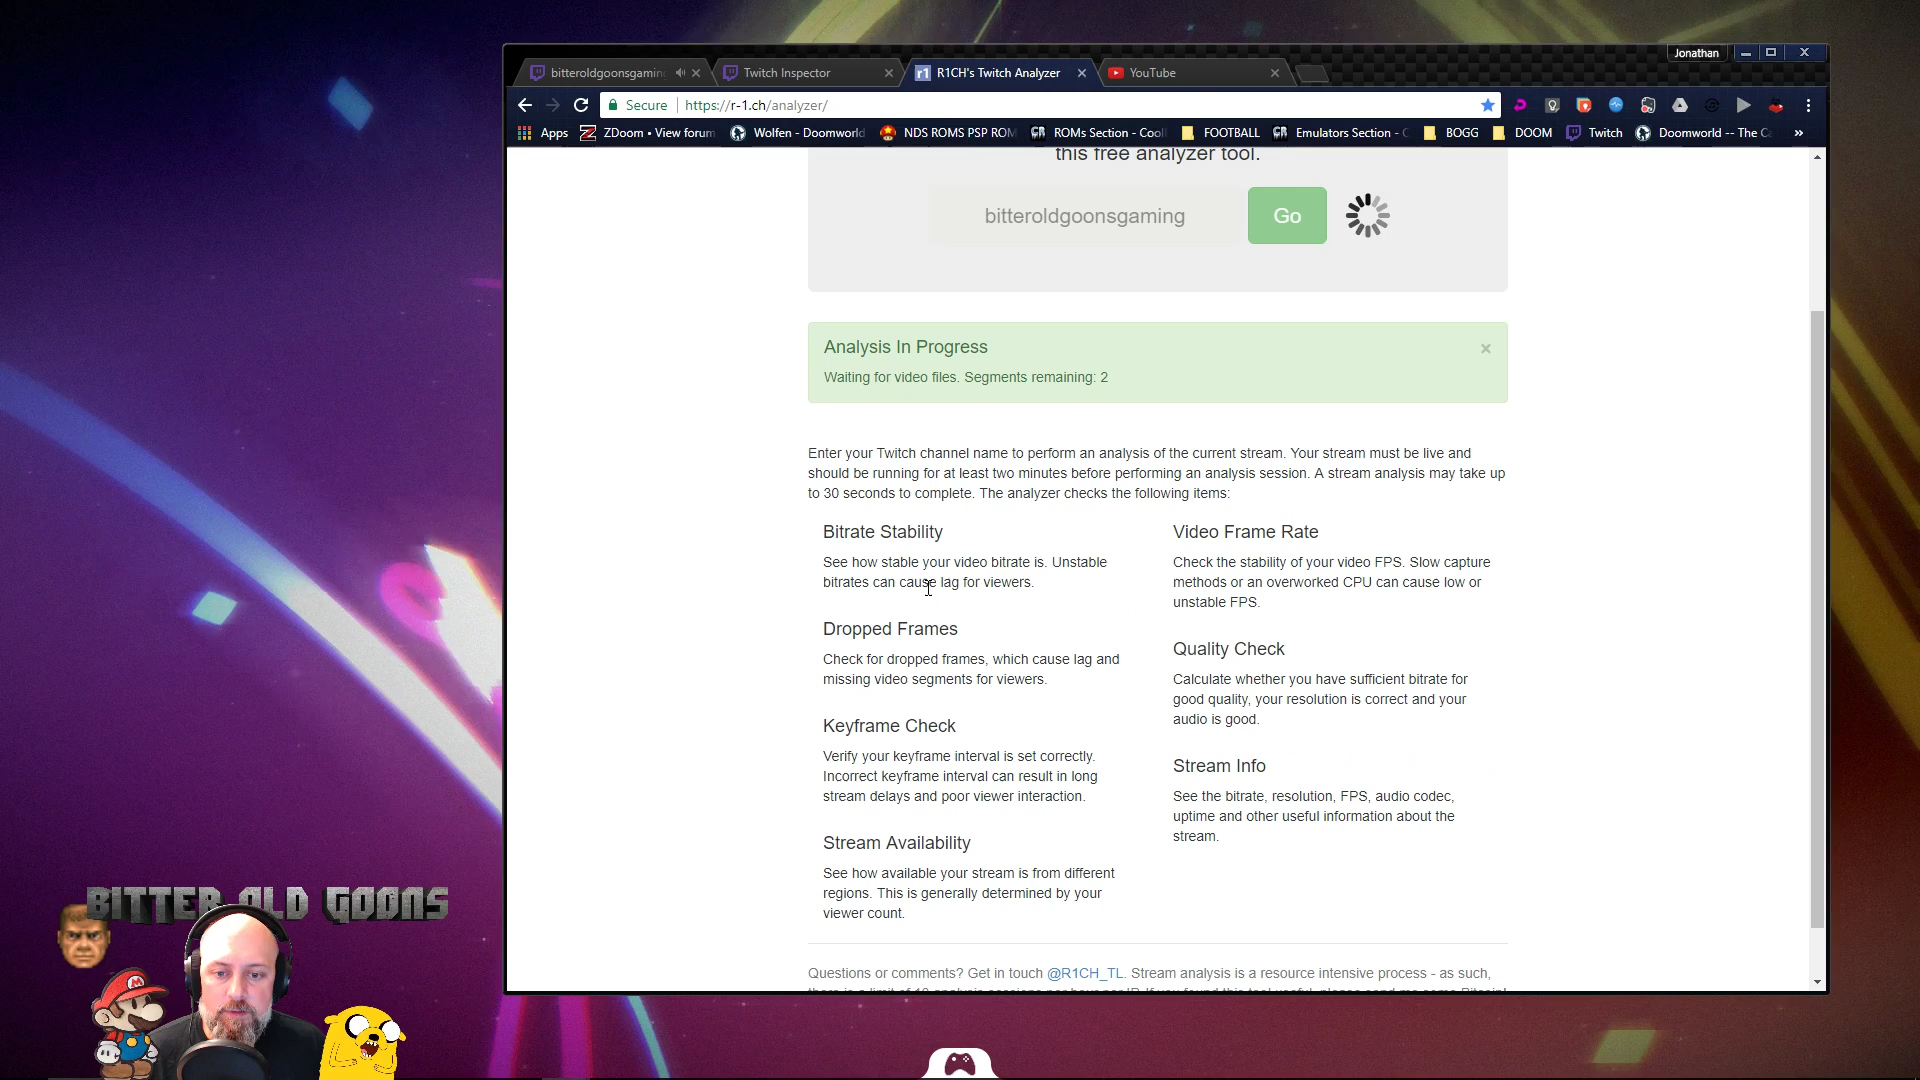 Jonathan
bitteroldgoonsgaming
Twitch Inspector
R1CH's Twitch Analyzer
YouTube
Secure
https://r-1.ch/analyzer/
Apps
ZDoom • View forum
Wolfen - Doomworld
NDS ROMS PSP ROM
ROMs Section - Cool
FOOTBALL
Emulators Section - C
BOGG
DOOM
Twitch
Doomworld -- The Ca
»
this free analyzer tool.
bitteroldgoonsgaming
Go
Analysis In Progress
Waiting for video files. Segments remaining: 2
Enter your Twitch channel name to perform an analysis of the current stream. Your stream must be live and
should be running for at least two minutes before performing an analysis session. A stream analysis may take up
to 30 seconds to complete. The analyzer checks the following items:
Bitrate Stability
See how stable your video bitrate is. Unstable
bitrates can cause lag for viewers.
Dropped Frames
Check for dropped frames, which cause lag and
missing video segments for viewers.
Keyframe Check
Verify your keyframe interval is set correctly.
Incorrect keyframe interval can result in long
stream delays and poor viewer interaction.
Stream Availability
See how available your stream is from different
regions. This is generally determined by your
viewer count.
Video Frame Rate
Check the stability of your video FPS. Slow capture
methods or an overworked CPU can cause low or
unstable FPS.
Quality Check
Calculate whether you have sufficient bitrate for
good quality, your resolution is correct and your
audio is good.
Stream Info
See the bitrate, resolution, FPS, audio codec,
uptime and other useful information about the
stream.
Questions or comments? Get in touch @R1CH_TL. Stream analysis is a resource intensive process - as such,
BITTER OLD GOONS